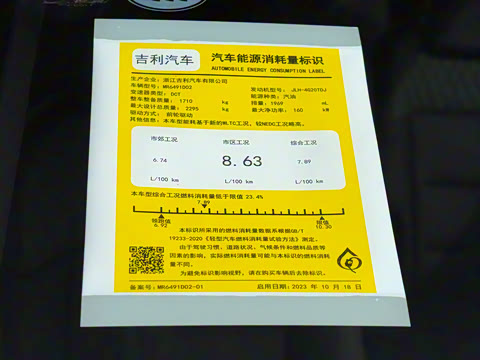 吉利汽车
汽车能源消耗量标识
AUTOMOBILE ENERGY CONSUMPTION LABEL
生产企业：浙江吉利汽车有限公司
车辆型号：MR6491D02 发动机型号：JLH-4G20TDJ
变速器类型：DCT 能源种类：汽油
整车整备质量：1710 kg 排量：1969 mL
最大设计总质量：2295 kg 最大净功率：160 kW
驱动方式：前轮驱动
其他信息：本车型能耗基于新的WLTC工况，较NEDC工况略高。
市郊工况 市区工况 综合工况
6.74 8.63 7.89
L/100 km L/100 km L/100 km
本车型综合工况燃料消耗量低于限值 23.4%
7.89
领跑值 限值
6.92 10.30
本标识所采用的燃料消耗量数据系根据GB/T
19233-2020《轻型汽车燃料消耗量试验方法》测定。
由于驾驶习惯、道路状况、气候条件和燃料品质等
因素的影响，实际燃料消耗量可能与本标识的燃料消耗
量不同。
为避免标识影响视野，请在购买车辆后去除标识。
备案号：MR6491D02-01 启用日期：2023 年 10 月 18 日